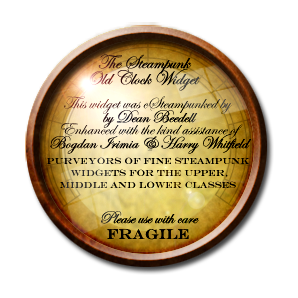 The Steampunk
Old Clock Widget
This widget was eSteampunked by
by Dean Beedell
Enhanced with the kind assistance of
Bogdan Irimia & Harry Whitfield
PURVEYORS OF FINE STEAMPUNK
WIDGETS FOR THE UPPER,
MIDDLE AND LOWER CLASSES
Please use with care
FRAGILE